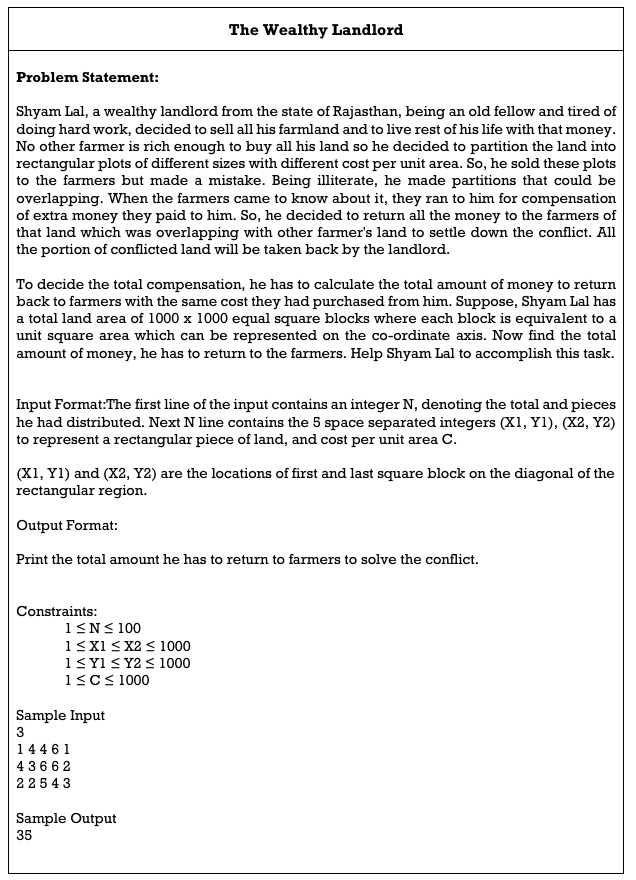 The Wealthy Landlord
Problem Statement:
Shyam Lal, a wealthy landlord from the state of Rajasthan, being an old fellow and tired of
doing hard work, decided to sell all his farmland and to live rest of his life with that money.
No other farmer is rich enough to buy all his land so he decided to partition the land into
rectangular plots of different sizes with different cost per unit area. So, he sold these plots
to the farmers but made a mistake. Being illiterate, he made partitions that could be
overlapping. When the farmers came to know about it, they ran to him for compensation
of extra money they paid to him. So, he decided to return all the money to the farmers of
that land which was overlapping with other farmer's land to settle down the conflict. All
the portion of conflicted land will be taken back by the landlord.
To decide the total compensation, he has to calculate the total amount of money to return
back to farmers with the same cost they had purchased from him. Suppose, Shyam Lal has
a total land area of 1000 x 1000 equal square blocks where each block is equivalent to a
unit square area which can be represented on the co-ordinate axis. Now find the total
amount of money, he has to return to the farmers. Help Shyam Lal to accomplish this task.
Input Format:The first line of the input contains an integer N, denoting the total and pieces
he had distributed. Next N line contains the 5 space separated integers (X1, Y1), (X2, Y2)
to represent a rectangular piece of land, and cost per unit area C.
(X1, Y1) and (X2, Y2) are the locations of first and last square block on the diagonal of the
rectangular region.
Output Format:
Print the total amount he has to return to farmers to solve the conflict.
Constraints:
1 ≤ N ≤ 100
1 ≤ X1 ≤ X2 ≤ 1000
1 ≤ Y1 ≤ Y2 ≤ 1000
1 ≤ C ≤ 1000
Sample Input
3
1 4 4 6 1
4 3 6 6 2
2 2 5 4 3
Sample Output
35